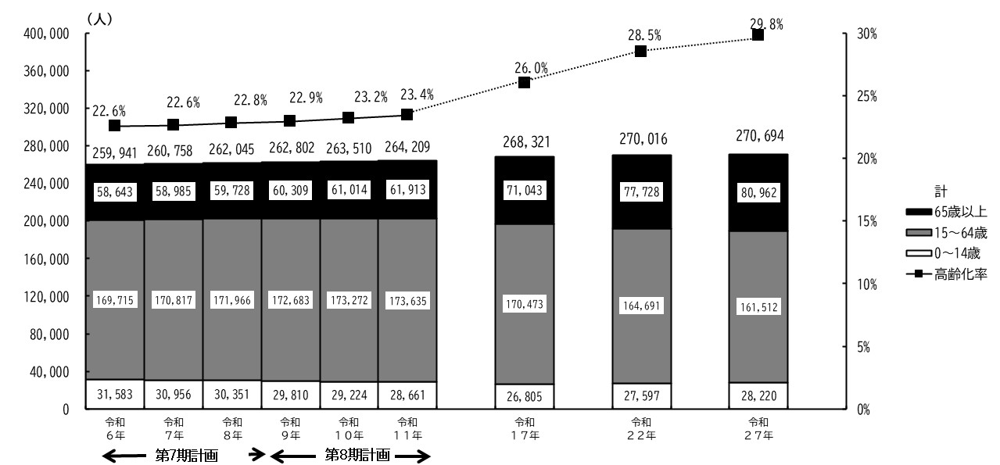 （人）
400,000
360,000
320,000
280,000
240,000
200,000
160,000
120,000
80,000
40,000
0
30%
25%
20%
15%
10%
5%
0%
22.6%
22.6%
22.8%
22.9%
23.2%
23.4%
26.0%
28.5%
29.8%
259,941
260,758
262,045
262,802
263,510
264,209
268,321
270,016
270,694
58,643
58,985
59,728
60,309
61,014
61,913
71,043
77,728
80,962
169,715
170,817
171,966
172,683
173,272
173,635
170,473
164,691
161,512
31,583
30,956
30,351
29,810
29,224
28,661
26,805
27,597
28,220
令和
６年
令和
７年
令和
８年
令和
９年
令和
１０年
令和
１１年
令和
１７年
令和
２２年
令和
２７年
第7期計画
第8期計画
計
65歳以上
15～64歳
0～14歳
高齢化率